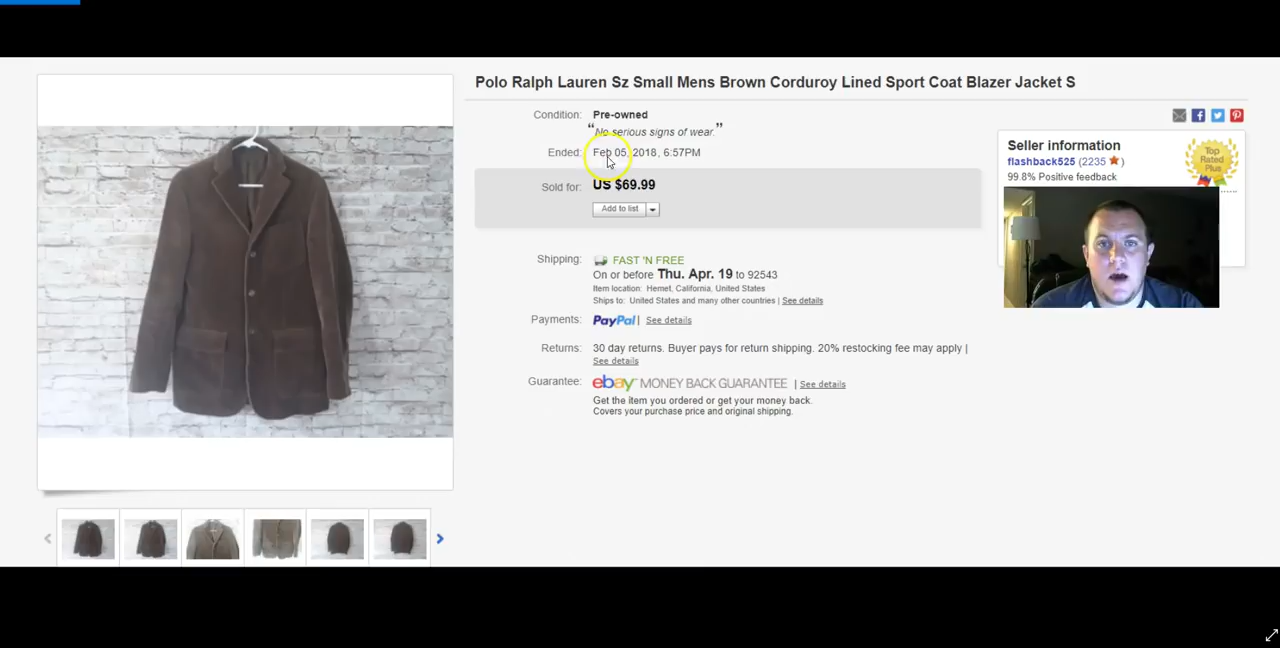 Polo Ralph Lauren Sz Small Mens Brown Corduroy Lined Sport Coat Blazer Jacket S
Condition: Pre-owned
“No serious signs of wear.”
Ended: Feb 05, 2018, 6:57PM
Sold for: US $69.99
Add to list
Shipping: FAST 'N FREE
On or before Thu. Apr. 19 to 92543
Item location: Hemet, California, United States
Ships to: United States and many other countries | See details
Payments: PayPal | See details
Returns: 30 day returns. Buyer pays for return shipping. 20% restocking fee may apply |
See details
Guarantee: ebay MONEY BACK GUARANTEE | See details
Get the item you ordered or get your money back.
Covers your purchase price and original shipping.
Seller information
flashback525 (2235 )
99.8% Positive feedback
Top
Rated
Plus